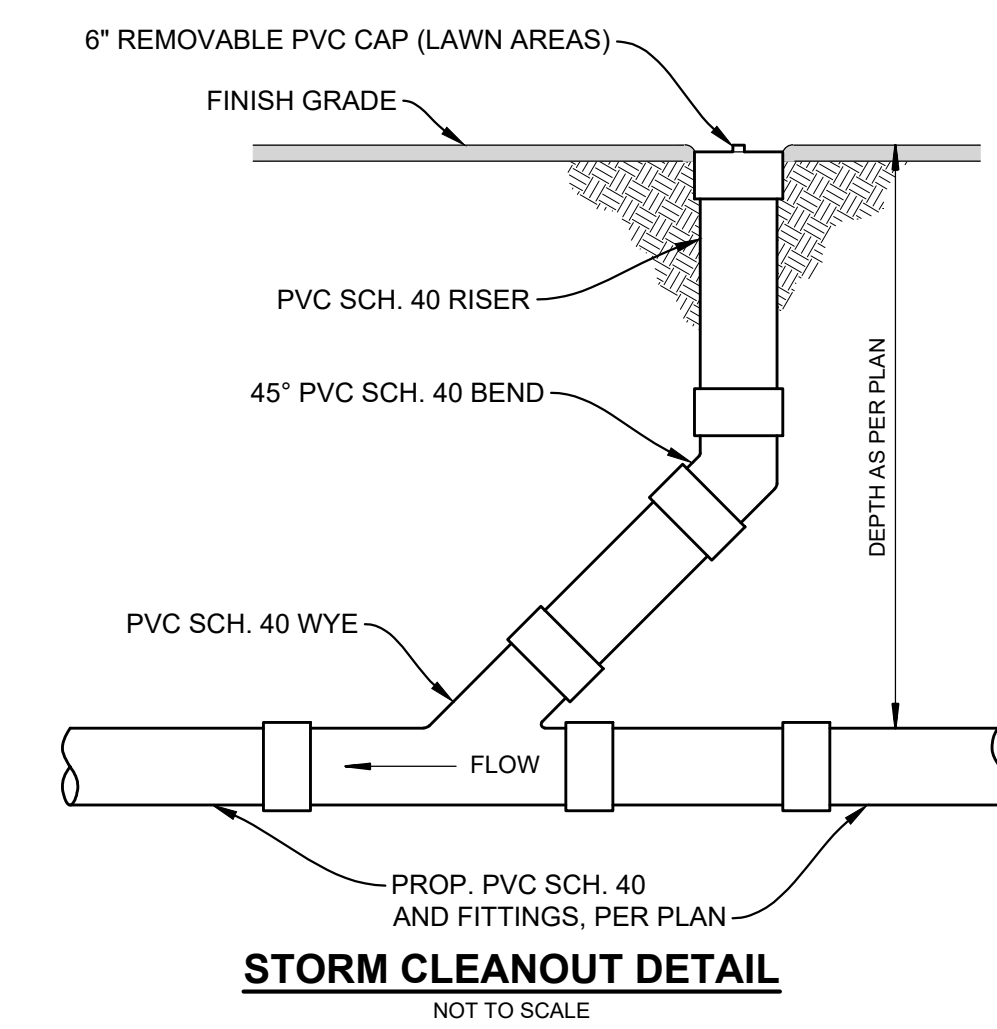 6" REMOVABLE PVC CAP (LAWN AREAS)
FINISH GRADE
PVC SCH. 40 RISER
45° PVC SCH. 40 BEND
DEPTH AS PER PLAN
PVC SCH. 40 WYE
FLOW
PROP. PVC SCH. 40
AND FITTINGS, PER PLAN
STORM CLEANOUT DETAIL
NOT TO SCALE